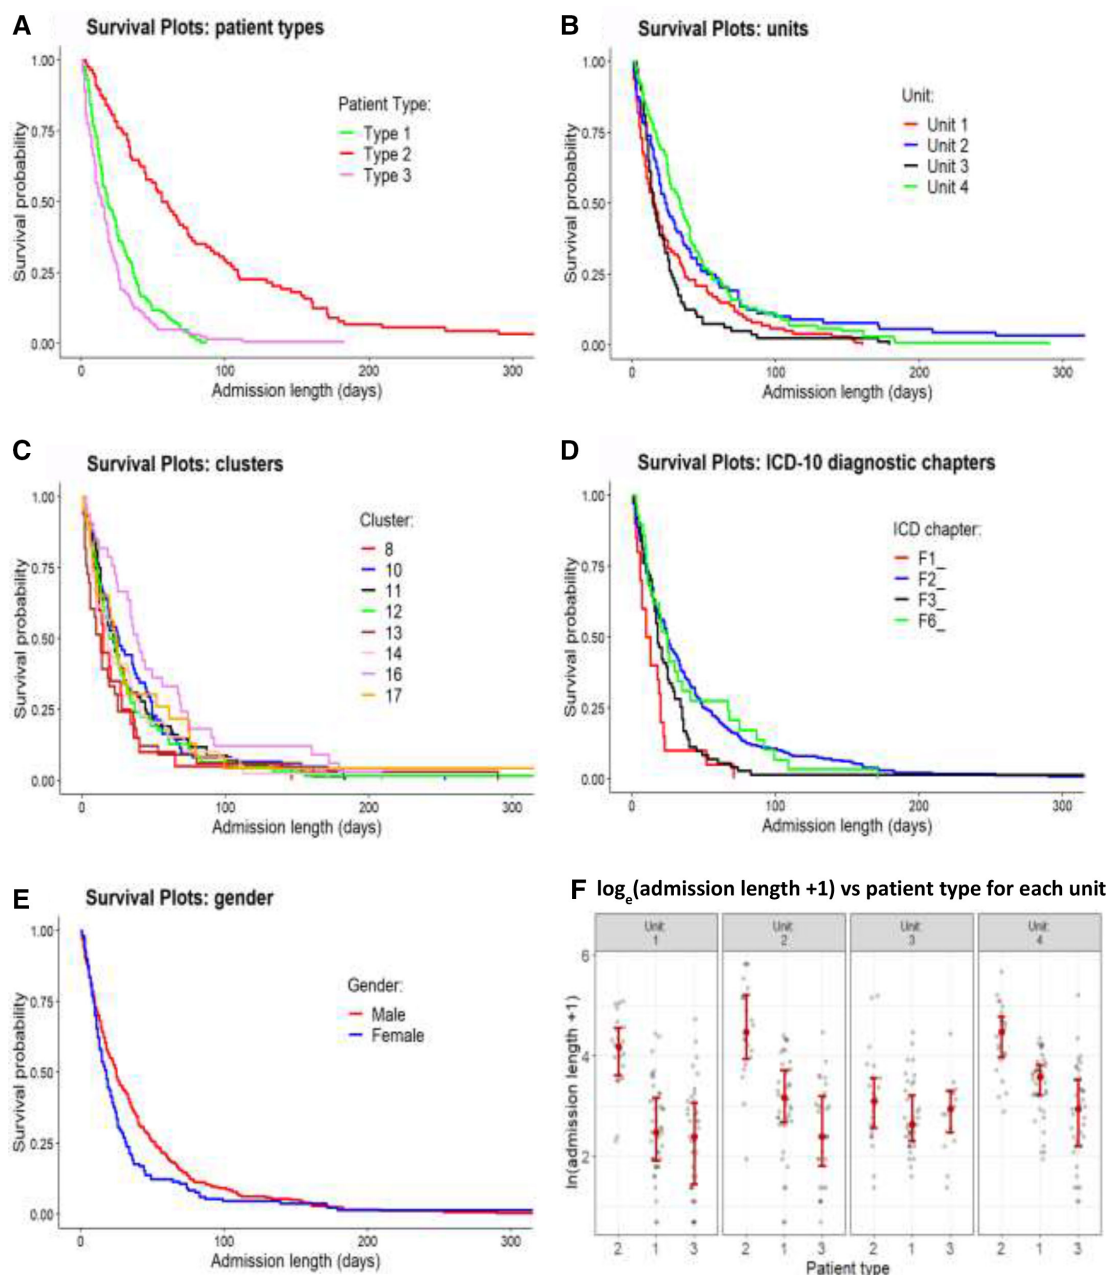 A
Survival Plots: patient types
Survival probability
1.00
0.75
0.50
0.25
0.00
Patient Type:
Type 1
Type 2
Type 3
0 100 200 300
Admission length (days)
B
Survival Plots: units
Survival probability
1.00
0.75
0.50
0.25
0.00
Unit:
Unit 1
Unit 2
Unit 3
Unit 4
0 100 200 300
Admission length (days)
C
Survival Plots: clusters
Survival probability
1.00
0.75
0.50
0.25
0.00
Cluster:
8
10
11
12
13
14
16
17
0 100 200 300
Admission length (days)
D
Survival Plots: ICD-10 diagnostic chapters
Survival probability
1.00
0.75
0.50
0.25
0.00
ICD chapter:
F1_
F2_
F3_
F6_
0 100 200 300
Admission length (days)
E
Survival Plots: gender
Survival probability
1.00
0.75
0.50
0.25
0.00
Gender:
Male
Female
0 100 200 300
Admission length (days)
F
logₑ(admission length +1) vs patient type for each unit
Unit Unit Unit Unit
1 2 3 4
ln(admission length +1)
6
4
2
2 1 3 2 1 3 2 1 3 2 1 3
Patient type